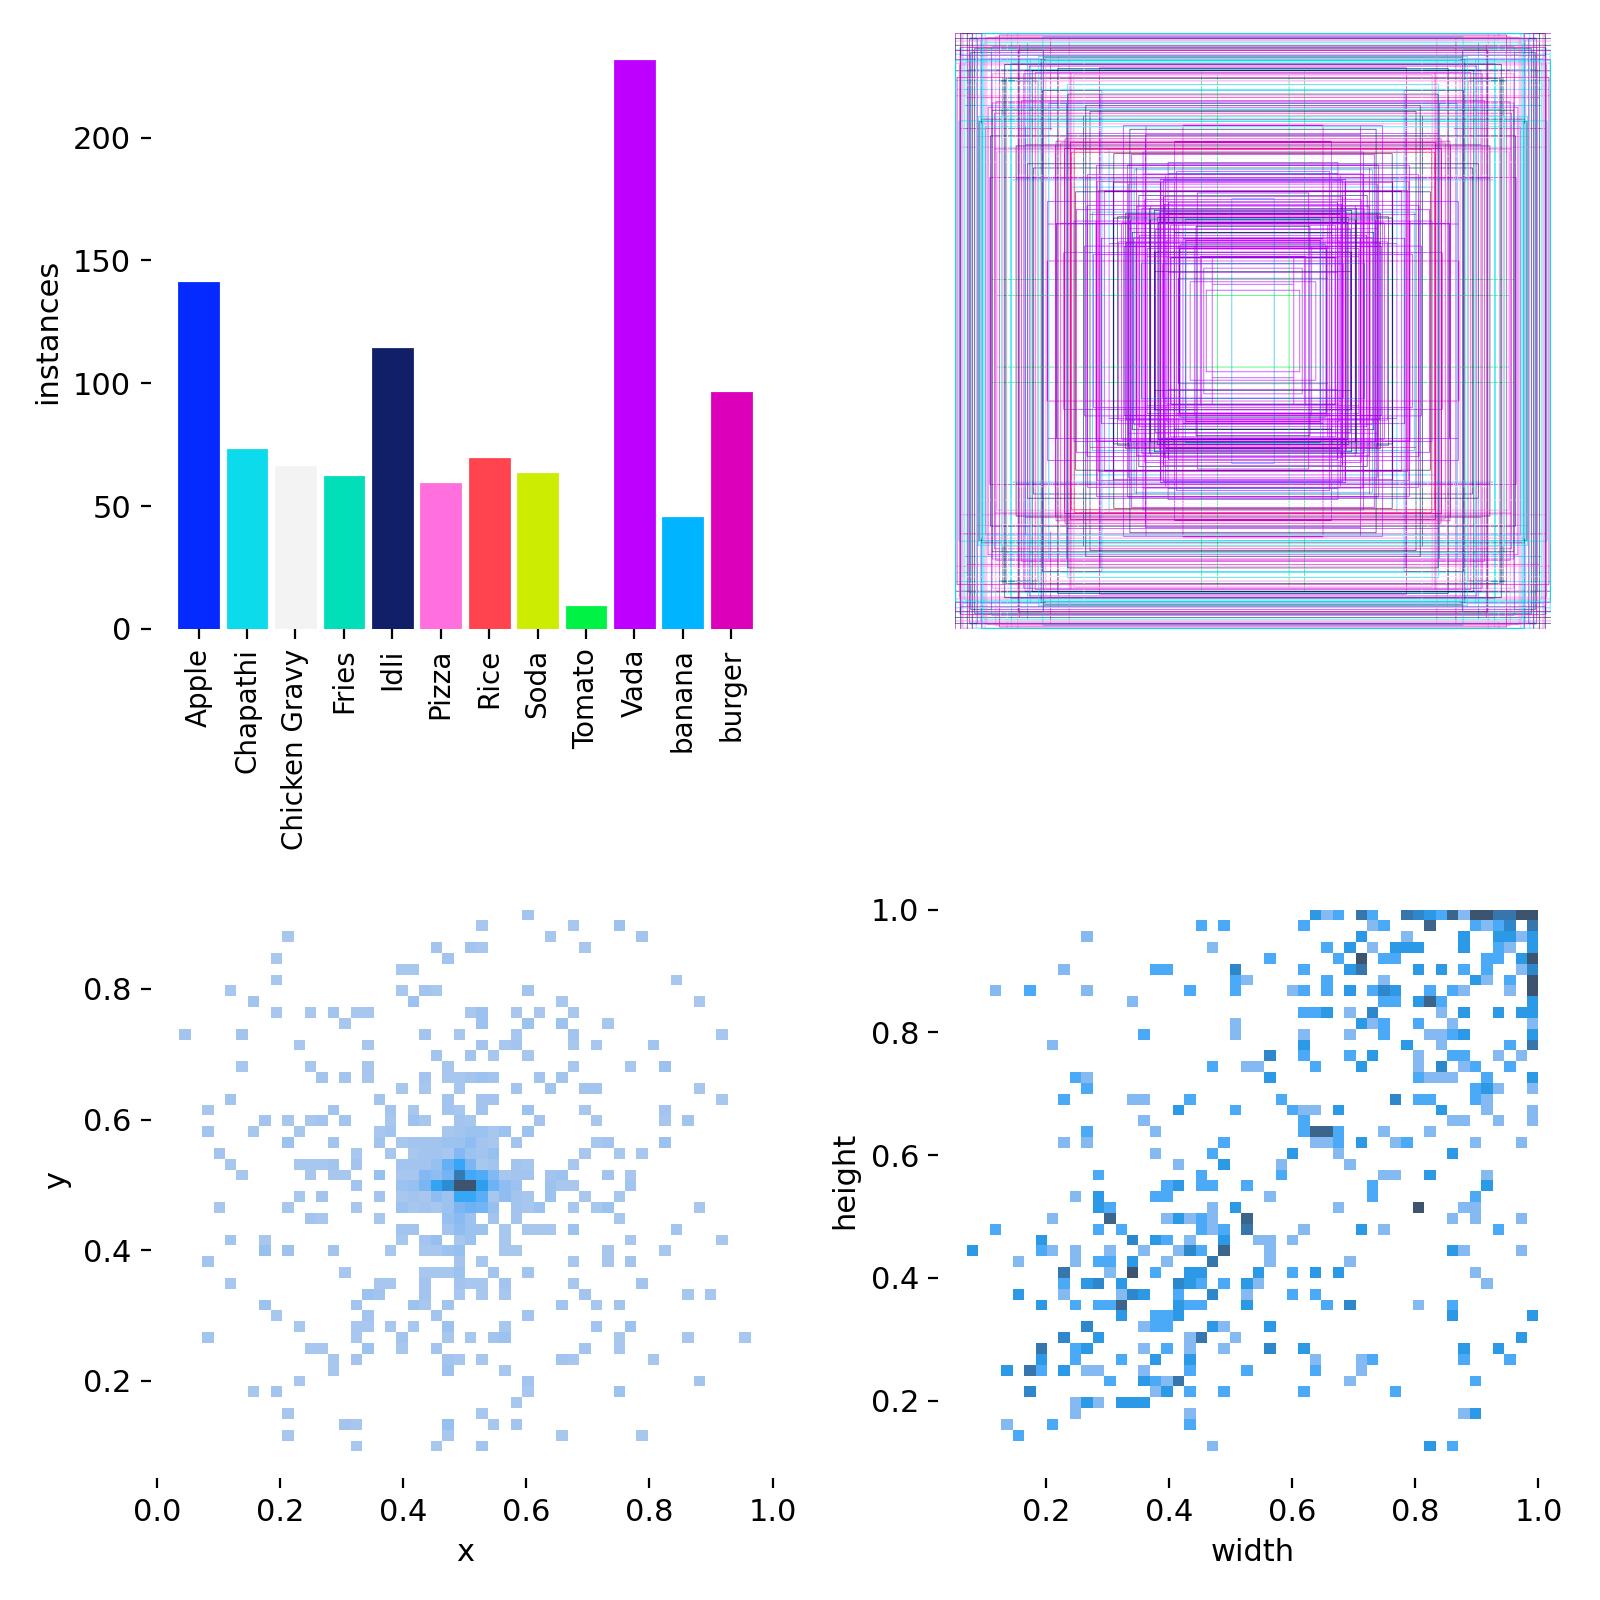 instances
200
150
100
50
0
Apple
Chapathi
Chicken Gravy
Fries
Idli
Pizza
Rice
Soda
Tomato
Vada
banana
burger
y
0.8
0.6
0.4
0.2
0.0 0.2 0.4 0.6 0.8 1.0
x
height
1.0
0.8
0.6
0.4
0.2
0.2 0.4 0.6 0.8 1.0
width